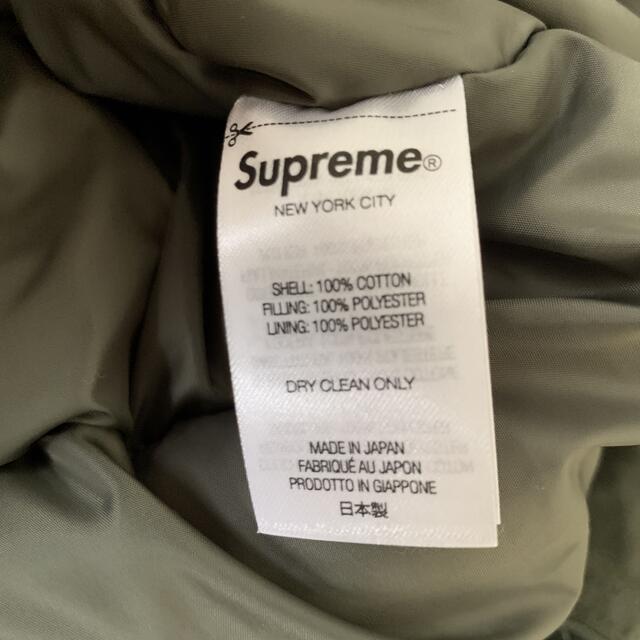 Supreme®
NEW YORK CITY
SHELL: 100% COTTON
FILLING: 100% POLYESTER
LINING: 100% POLYESTER
DRY CLEAN ONLY
MADE IN JAPAN
FABRIQUÉ AU JAPON
PRODOTTO IN GIAPPONE
日本製